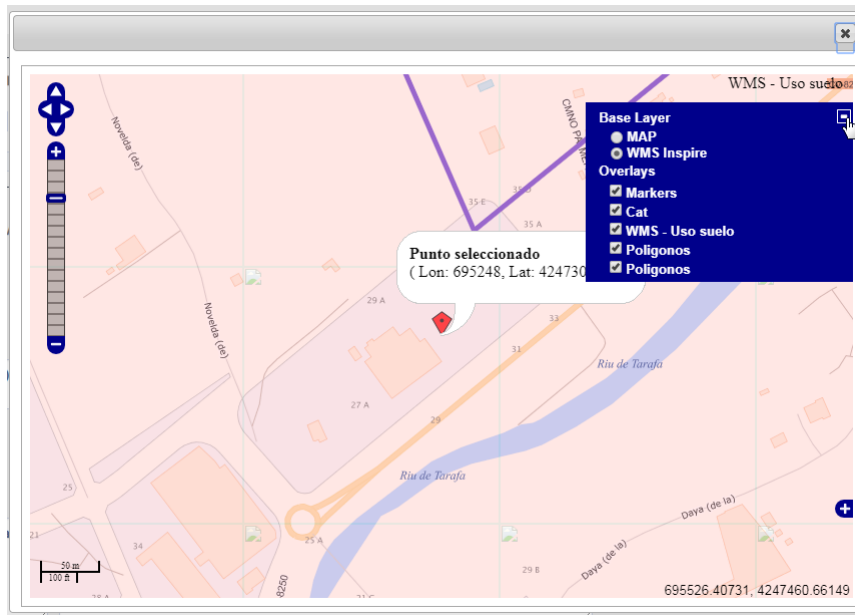 WMS - Uso suelo
Base Layer
MAP
WMS Inspire
Overlays
Markers
Cat
WMS - Uso suelo
Poligonos
Poligonos
Novelda (de)
35 E
35 A
Punto seleccionado
( Lon: 695248, Lat: 424730
29 A
33
Novelda (de)
31
Riu de Tarafa
27 A
29
Riu de Tarafa
25
Daya (de la)
21
34
25 A
29 B
Daya (de la)
50 m
100 ft
28 A
8250
21 C
695526.40731, 4247460.66149